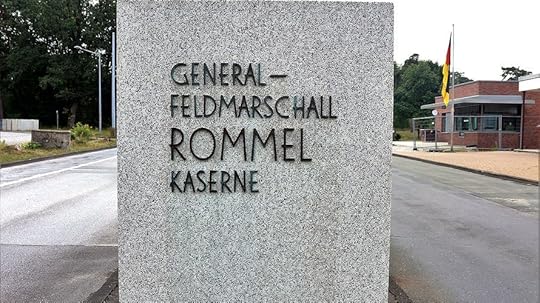 GENERAL–
FELDMARSCHALL
ROMMEL
KASERNE